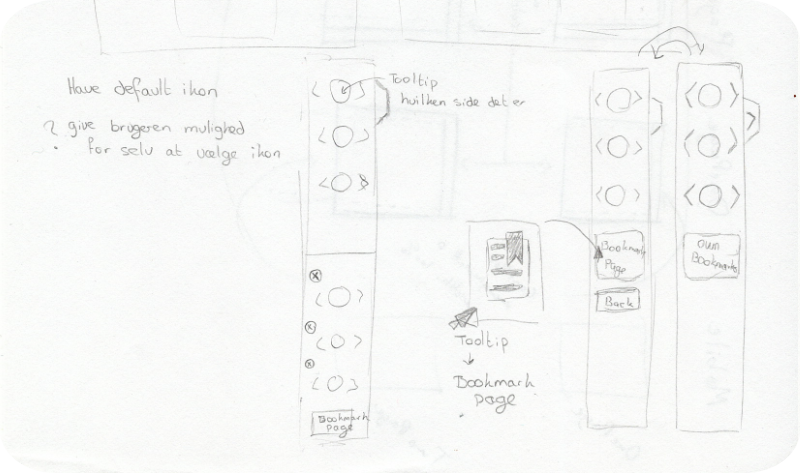 Have default ikon
? give brugeren mulighed
for selv at vælge ikon
Tooltip
hvilken side det er
Bookmark
page
Tooltip
Bookmark
page
Bookmark
Page
Back
Own
Bookmarks